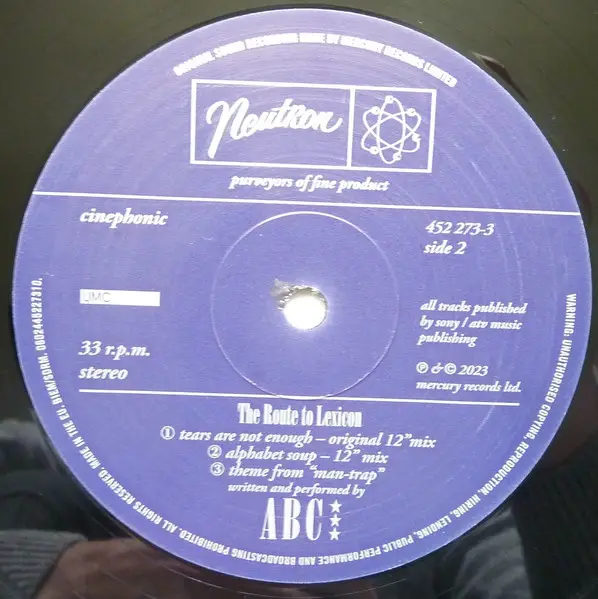 ORIGINAL SOUND RECORDING MADE BY MERCURY RECORDS LIMITED
Neutron
purveyors of fine product
cinephonic
452 273-3
side 2
UMC
33 r.p.m.
stereo
all tracks published
by sony / atv music
publishing
℗ & © 2023
mercury records ltd.
The Route to Lexicon
① tears are not enough – original 12" mix
② alphabet soup – 12" mix
③ theme from "man-trap"
written and performed by
ABC
WARNING: UNAUTHORISED COPYING, REPRODUCTION, HIRING, LENDING, PUBLIC PERFORMANCE AND BROADCASTING PROHIBITED. ALL RIGHTS RESERVED. MADE IN THE EU. BIEM/SDRM. 0602448227310.